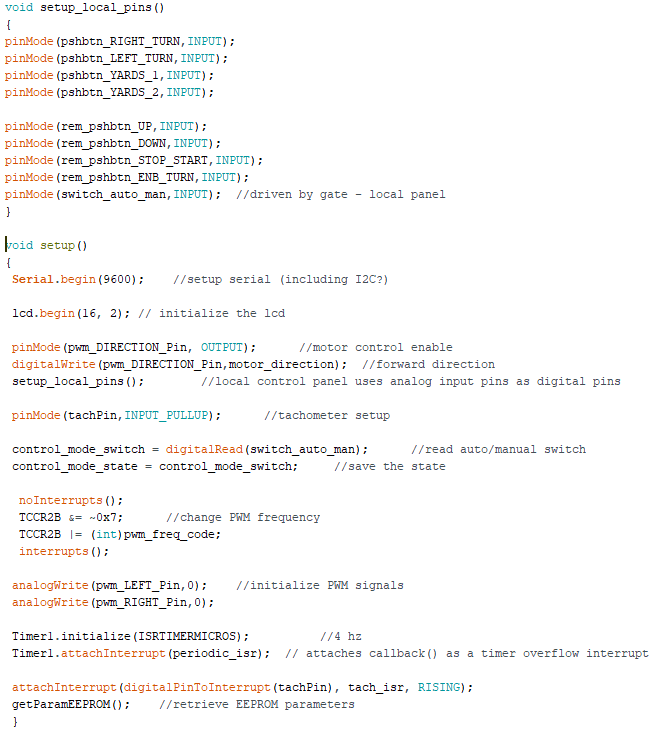 void setup_local_pins()
{
pinMode(pshbtn_RIGHT_TURN,INPUT);
pinMode(pshbtn_LEFT_TURN,INPUT);
pinMode(pshbtn_YARDS_1,INPUT);
pinMode(pshbtn_YARDS_2,INPUT);

pinMode(rem_pshbtn_UP,INPUT);
pinMode(rem_pshbtn_DOWN,INPUT);
pinMode(rem_pshbtn_STOP_START,INPUT);
pinMode(rem_pshbtn_ENB_TURN,INPUT);
pinMode(switch_auto_man,INPUT);  //driven by gate - local panel
}

void setup()
{
 Serial.begin(9600);    //setup serial (including I2C?)

 lcd.begin(16, 2); // initialize the lcd

 pinMode(pwm_DIRECTION_Pin, OUTPUT);      //motor control enable
 digitalWrite(pwm_DIRECTION_Pin,motor_direction);  //forward direction
 setup_local_pins();        //local control panel uses analog input pins as digital pins

 pinMode(tachPin,INPUT_PULLUP);      //tachometer setup

 control_mode_switch = digitalRead(switch_auto_man);      //read auto/manual switch
 control_mode_state = control_mode_switch;     //save the state

  noInterrupts();
  TCCR2B &= ~0x7;      //change PWM frequency
  TCCR2B |= (int)pwm_freq_code;
  interrupts();

 analogWrite(pwm_LEFT_Pin,0);    //initialize PWM signals
 analogWrite(pwm_RIGHT_Pin,0);

 Timer1.initialize(ISRTIMERMICROS);          //4 hz
 Timer1.attachInterrupt(periodic_isr);  // attaches callback() as a timer overflow interrupt

 attachInterrupt(digitalPinToInterrupt(tachPin), tach_isr, RISING);
 getParamEEPROM();    //retrieve EEPROM parameters
 }